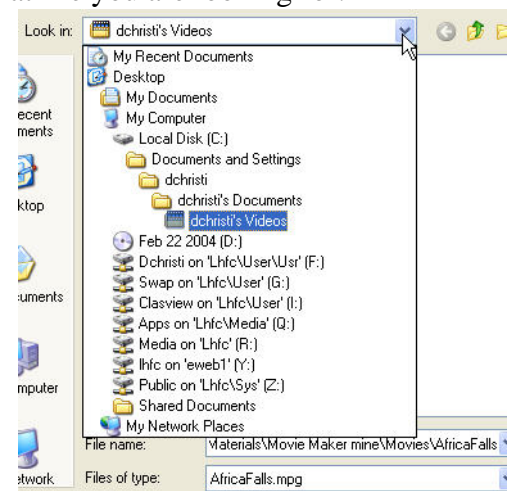 Look in: dchristi's Videos
My Recent Documents
Desktop
My Documents
My Computer
Local Disk (C:)
Documents and Settings
dchristi
dchristi's Documents
dchristi's Videos
Feb 22 2004 (D:)
Dchristi on 'Lhfc\User\Usr' (F:)
Swap on 'Lhfc\User' (G:)
Clasview on 'Lhfc\User' (I:)
Apps on 'Lhfc\Media' (Q:)
Media on 'Lhfc' (R:)
lhfc on 'eweb1' (Y:)
Public on 'Lhfc\Sys' (Z:)
Shared Documents
My Network Places
ecent
ments
ktop
uments
mputer
etwork
File name: Materials\Movie Maker mine\Movies\AfricaFalls
Files of type: AfricaFalls.mpg